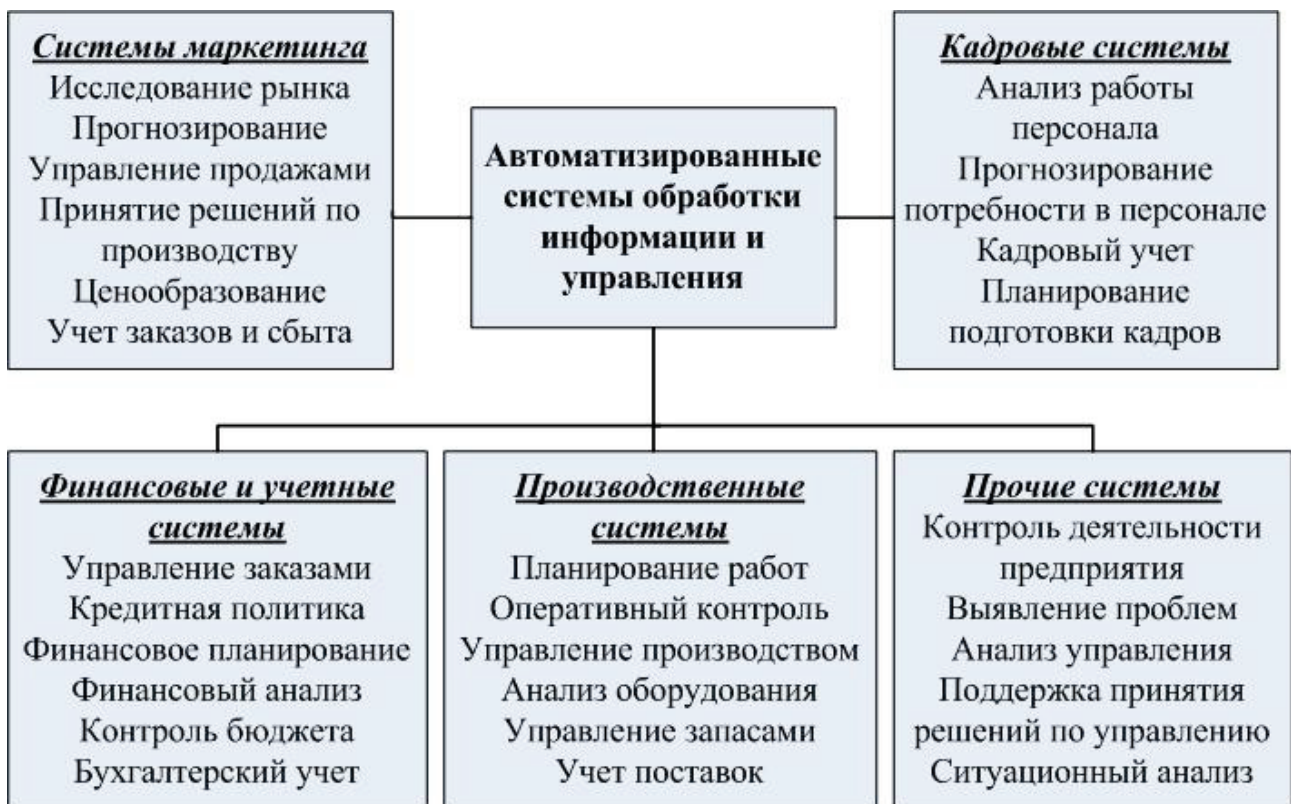 Системы маркетинга
Исследование рынка
Прогнозирование
Управление продажами
Принятие решений по
производству
Ценообразование
Учет заказов и сбыта
Автоматизированные
системы обработки
информации и
управления
Кадровые системы
Анализ работы
персонала
Прогнозирование
потребности в персонале
Кадровый учет
Планирование
подготовки кадров
Финансовые и учетные
системы
Управление заказами
Кредитная политика
Финансовое планирование
Финансовый анализ
Контроль бюджета
Бухгалтерский учет
Производственные
системы
Планирование работ
Оперативный контроль
Управление производством
Анализ оборудования
Управление запасами
Учет поставок
Прочие системы
Контроль деятельности
предприятия
Выявление проблем
Анализ управления
Поддержка принятия
решений по управлению
Ситуационный анализ